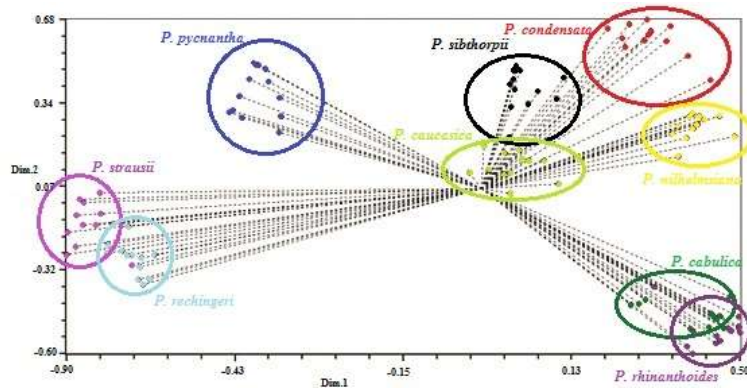 0.68
P. pycnantha
P. sibthorpii
P. condensata
0.34
P. caucasica
Dim.2
0.07
P. strausii
P. wilhelmsiana
-0.32
P. cabulica
P. rechingeri
-0.60
P. rhinanthoides
-0.90
-0.43
-0.15
0.13
0.50
Dim.1